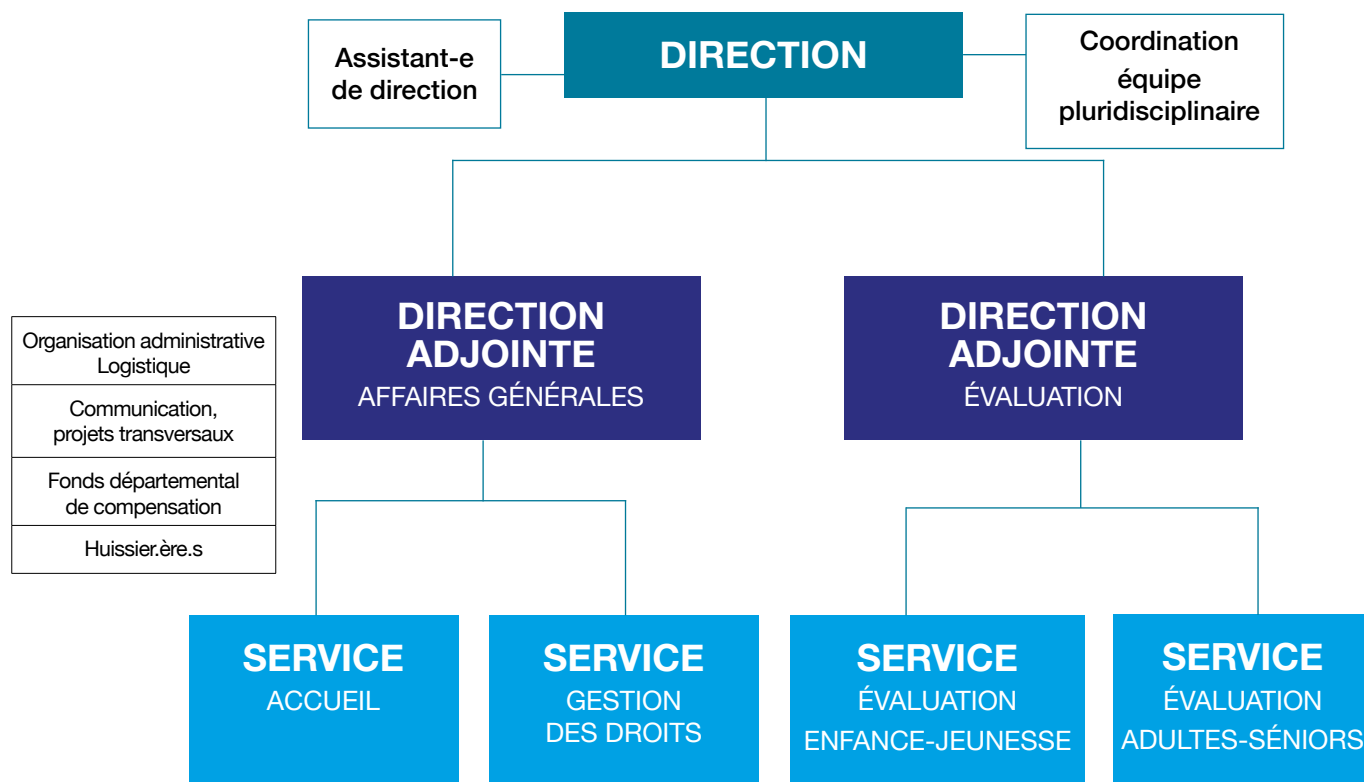 Assistant-e
de direction
DIRECTION
Coordination
équipe
pluridisciplinaire
Organisation administrative
Logistique
Communication,
projets transversaux
Fonds départemental
de compensation
Huissier.ère.s
DIRECTION
ADJOINTE
AFFAIRES GÉNÉRALES
DIRECTION
ADJOINTE
ÉVALUATION
SERVICE
ACCUEIL
SERVICE
GESTION
DES DROITS
SERVICE
ÉVALUATION
ENFANCE-JEUNESSE
SERVICE
ÉVALUATION
ADULTES-SÉNIORS